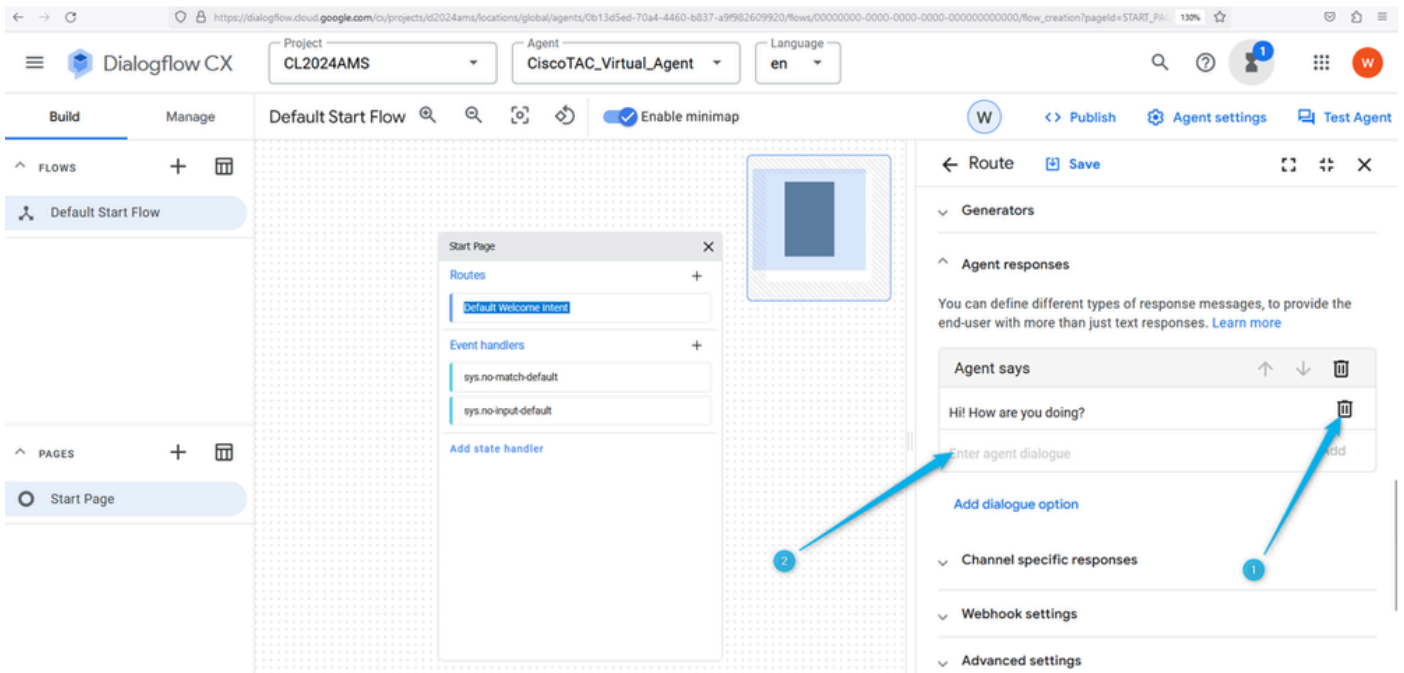 https://dialogflow.cloud.google.com/cx/projects/cl2024ams/locations/global/agents/0b13d5ed-70a4-4460-b837-a9f982609920/flows/00000000-0000-0000-0000-000000000000/flow_creation?pageId=START_PA 130%
Dialogflow CX
Project
CL2024AMS
Agent
CiscoTAC_Virtual_Agent
Language
en
1
W
Build
Manage
Default Start Flow
Enable minimap
W
Publish
Agent settings
Test Agent
FLOWS
Default Start Flow
PAGES
Start Page
Start Page
Routes
Default Welcome Intent
Event handlers
sys.no-match-default
sys.no-input-default
Add state handler
Route
Save
Generators
Agent responses
You can define different types of response messages, to provide the
end-user with more than just text responses. Learn more
Agent says
Hi! How are you doing?
Enter agent dialogue
Add
Add dialogue option
2
1
Channel specific responses
Webhook settings
Advanced settings